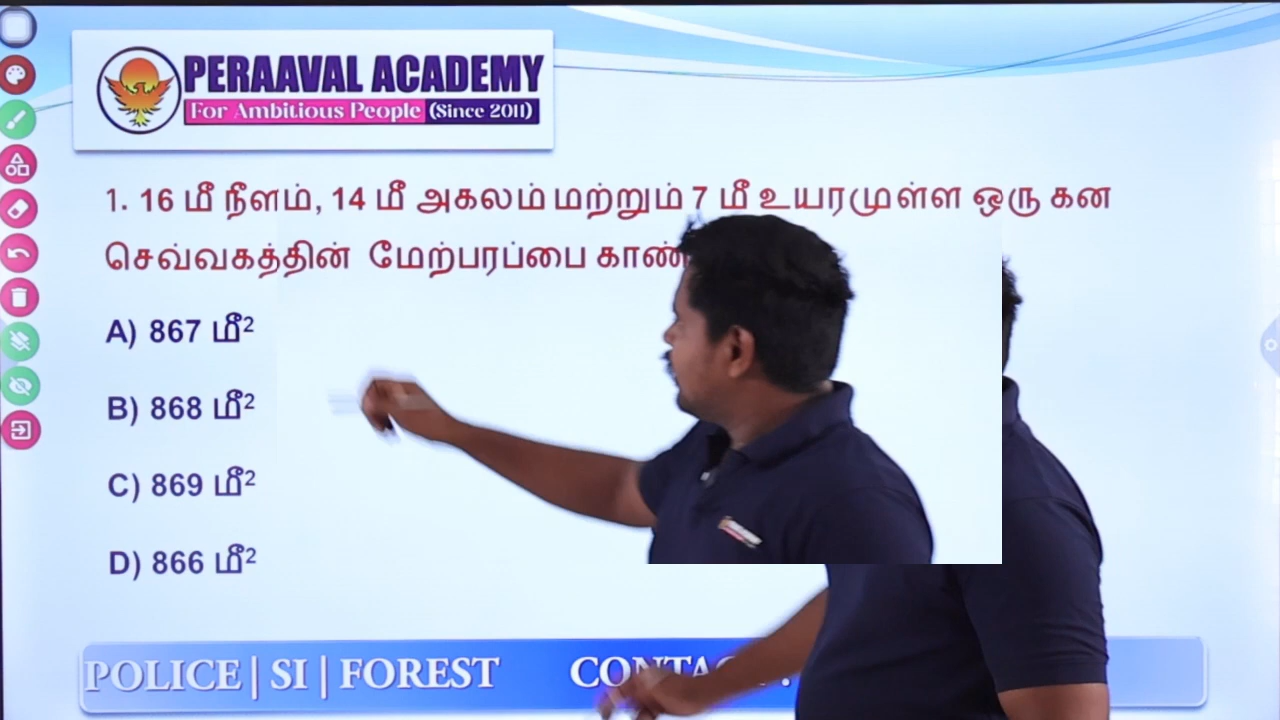 PERAAVAL ACADEMY
For Ambitious People (Since 2011)
1. 16 மீ நீளம், 14 மீ அகலம் மற்றும் 7 மீ உயரமுள்ள ஒரு கன
செவ்வகத்தின் மேற்பரப்பை
A) 867 மீ²
B) 868 மீ²
C) 869 மீ²
D) 866 மீ²
POLICE | SI | FOREST